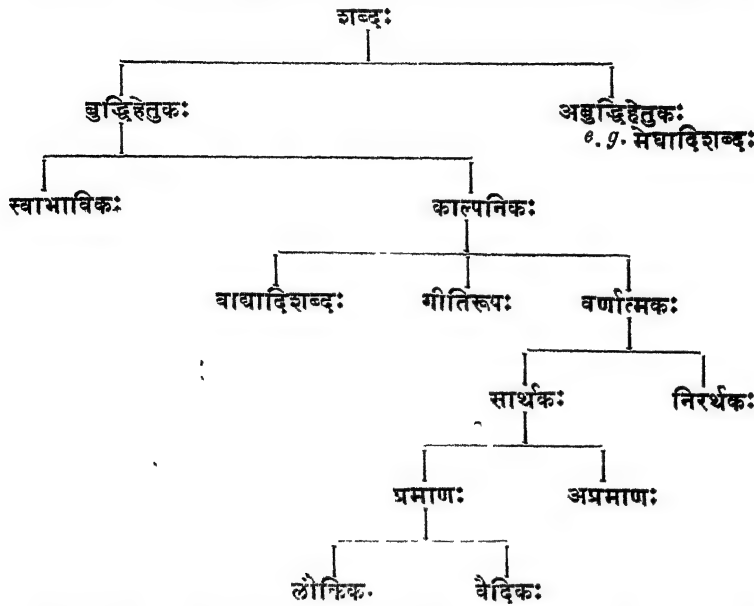 शब्दः
बुद्धिहेतुकः अबुद्धिहेतुकः
e. g. मेघादिशब्दः
स्वाभाविकः काल्पनिकः
वाद्यादिशब्दः गीतिरूपः वर्णात्मकः
सार्थकः निरर्थकः
प्रमाणः अप्रमाणः
लौकिक. वैदिकः